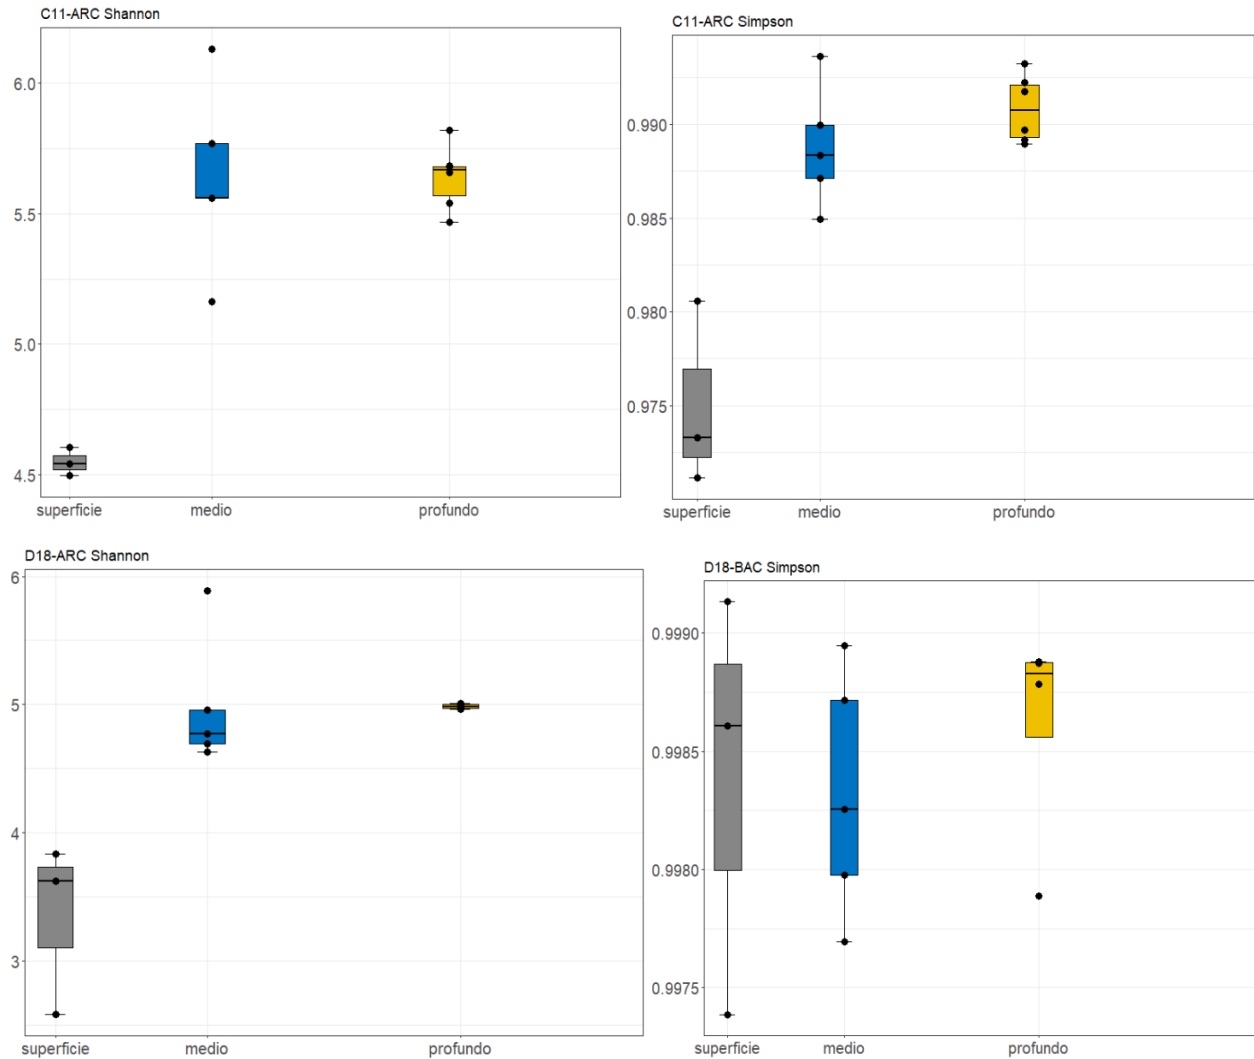 C11-ARC Shannon
6.0
5.5
5.0
4.5
superficie medio profundo
C11-ARC Simpson
0.990
0.985
0.980
0.975
superficie medio profundo
D18-ARC Shannon
6
5
4
3
superficie medio profundo
D18-BAC Simpson
0.9990
0.9985
0.9980
0.9975
superficie medio profundo